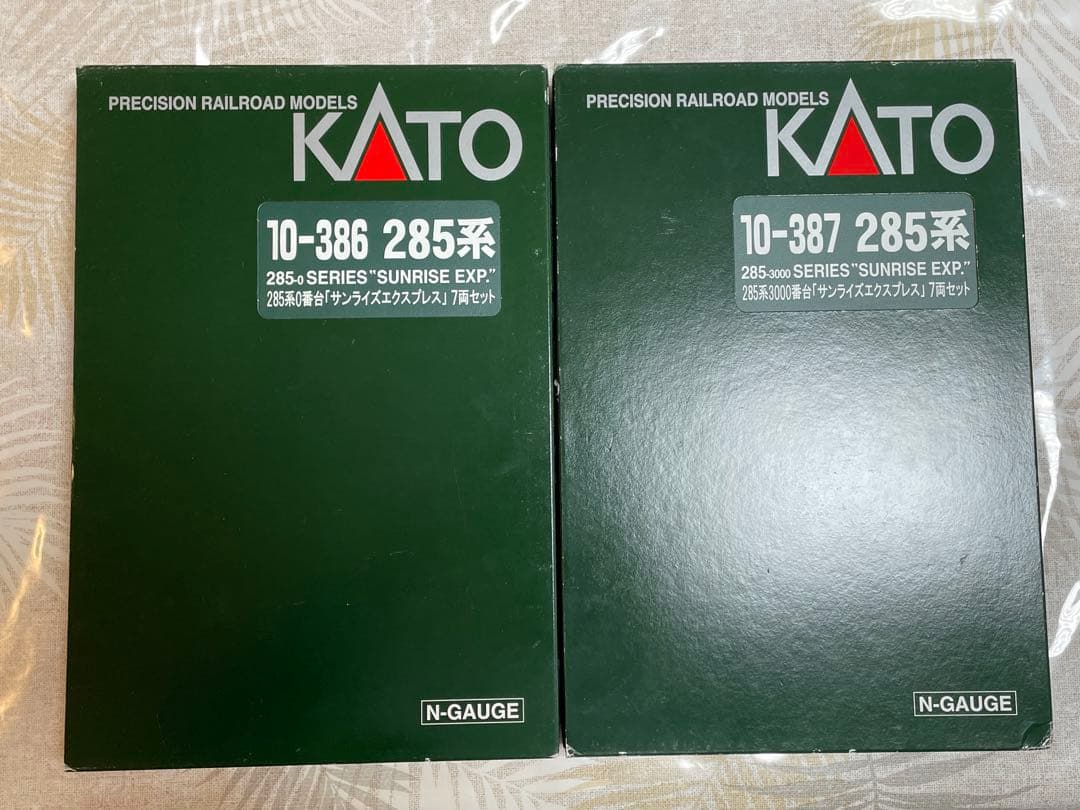 PRECISION RAILROAD MODELS
KATO
10-386 285系
285-0 SERIES "SUNRISE EXP."
285系0番台「サンライズエクスプレス」7両セット
N-GAUGE
PRECISION RAILROAD MODELS
KATO
10-387 285系
285-3000 SERIES "SUNRISE EXP."
285系3000番台「サンライズエクスプレス」7両セット
N-GAUGE